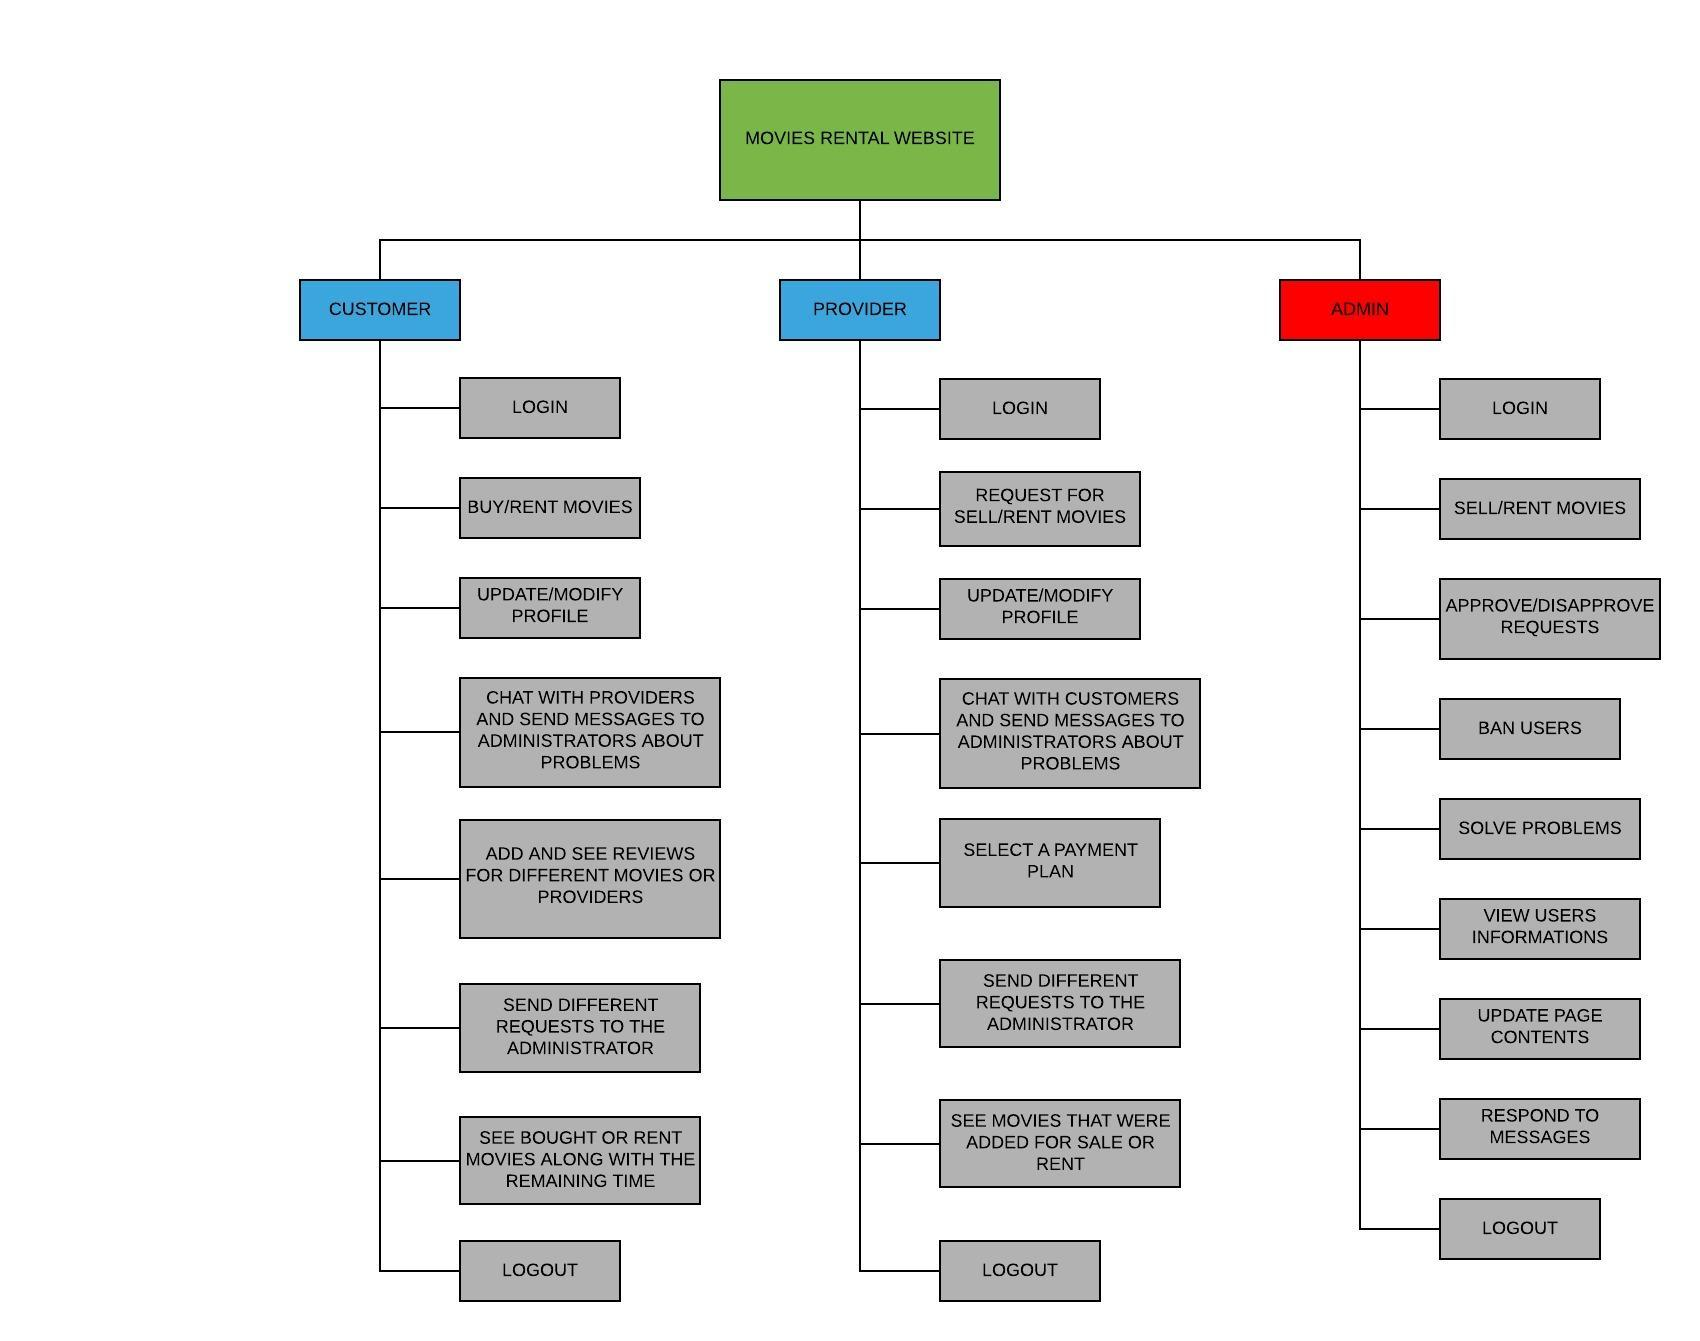 MOVIES RENTAL WEBSITE
CUSTOMER
PROVIDER
ADMIN
LOGIN
BUY/RENT MOVIES
UPDATE/MODIFY
PROFILE
CHAT WITH PROVIDERS
AND SEND MESSAGES TO
ADMINISTRATORS ABOUT
PROBLEMS
ADD AND SEE REVIEWS
FOR DIFFERENT MOVIES OR
PROVIDERS
SEND DIFFERENT
REQUESTS TO THE
ADMINISTRATOR
SEE BOUGHT OR RENT
MOVIES ALONG WITH THE
REMAINING TIME
LOGOUT
LOGIN
REQUEST FOR
SELL/RENT MOVIES
UPDATE/MODIFY
PROFILE
CHAT WITH CUSTOMERS
AND SEND MESSAGES TO
ADMINISTRATORS ABOUT
PROBLEMS
SELECT A PAYMENT
PLAN
SEND DIFFERENT
REQUESTS TO THE
ADMINISTRATOR
SEE MOVIES THAT WERE
ADDED FOR SALE OR
RENT
LOGOUT
LOGIN
SELL/RENT MOVIES
APPROVE/DISAPPROVE
REQUESTS
BAN USERS
SOLVE PROBLEMS
VIEW USERS
INFORMATIONS
UPDATE PAGE
CONTENTS
RESPOND TO
MESSAGES
LOGOUT